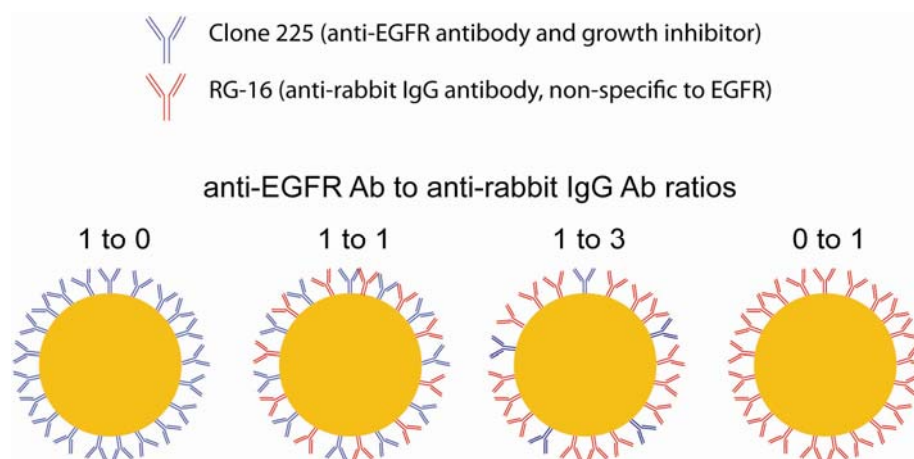 Clone 225 (anti-EGFR antibody and growth inhibitor)
RG-16 (anti-rabbit IgG antibody, non-specific to EGFR)
anti-EGFR Ab to anti-rabbit IgG Ab ratios
1 to 0 1 to 1 1 to 3 0 to 1